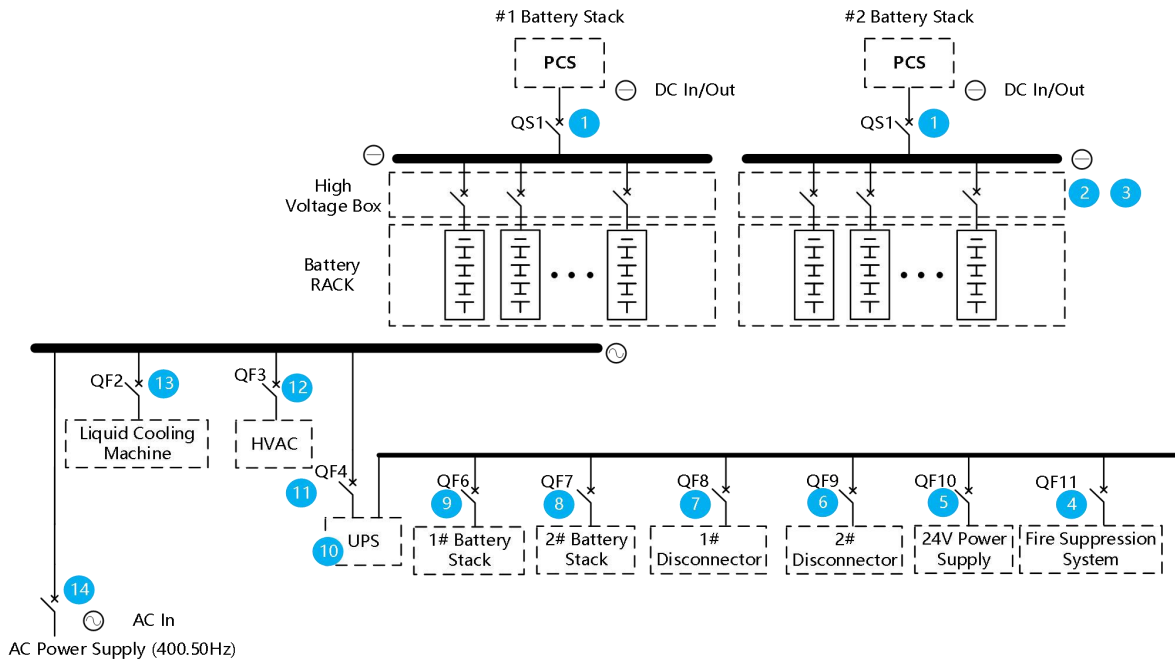 #1 Battery Stack
#2 Battery Stack
PCS
PCS
DC In/Out
DC In/Out
QS1
1
QS1
1
High
Voltage Box
2
3
Battery
RACK
QF2
13
QF3
12
Liquid Cooling
Machine
HVAC
QF4
11
QF6
9
QF7
8
QF8
7
QF9
6
QF10
5
QF11
4
10
UPS
1# Battery
Stack
2# Battery
Stack
1#
Disconnector
2#
Disconnector
24V Power
Supply
Fire Suppression
System
14
AC In
AC Power Supply (400.50Hz)